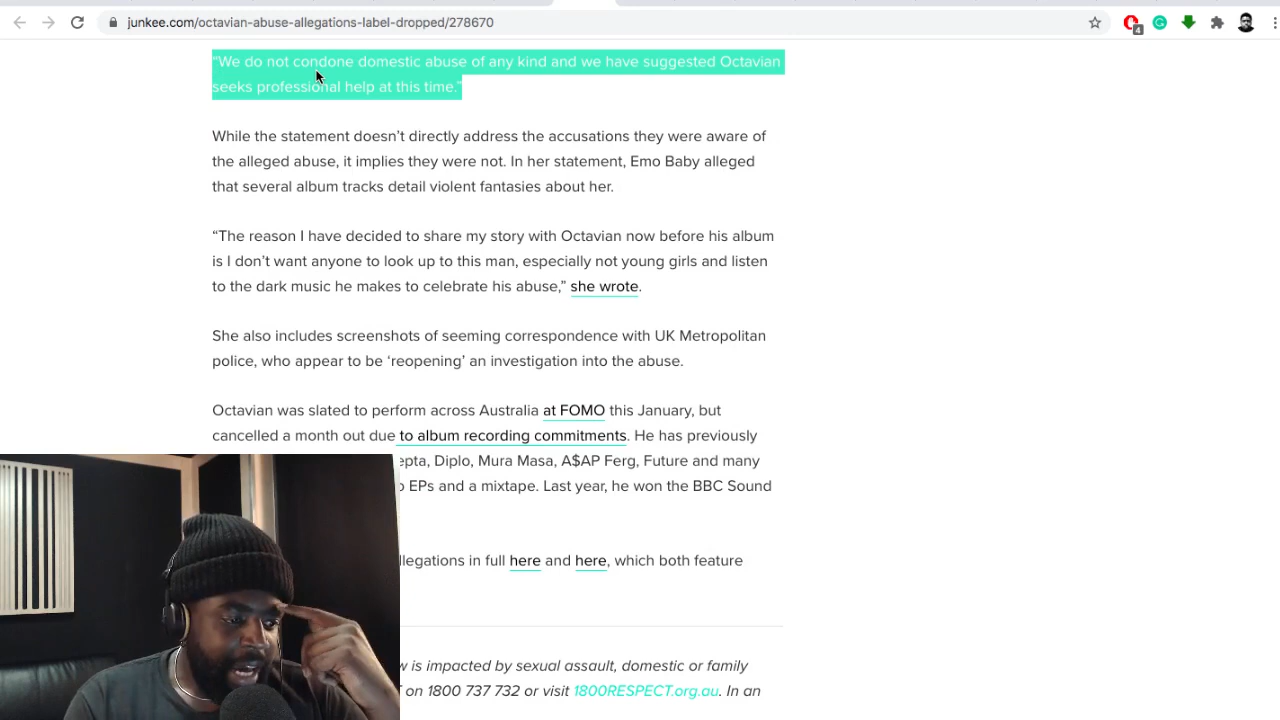 junkee.com/octavian-abuse-allegations-label-dropped/278670
4
"We do not condone domestic abuse of any kind and we have suggested Octavian
seeks professional help at this time."
While the statement doesn't directly address the accusations they were aware of
the alleged abuse, it implies they were not. In her statement, Emo Baby alleged
that several album tracks detail violent fantasies about her.
“The reason I have decided to share my story with Octavian now before his album
is I don't want anyone to look up to this man, especially not young girls and listen
to the dark music he makes to celebrate his abuse,” she wrote.
She also includes screenshots of seeming correspondence with UK Metropolitan
police, who appear to be ‘reopening’ an investigation into the abuse.
Octavian was slated to perform across Australia at FOMO this January, but
cancelled a month out due to album recording commitments. He has previously
epta, Diplo, Mura Masa, A$AP Ferg, Future and many
EPs and a mixtape. Last year, he won the BBC Sound
llegations in full here and here, which both feature
w is impacted by sexual assault, domestic or family
on 1800 737 732 or visit 1800RESPECT.org.au. In an